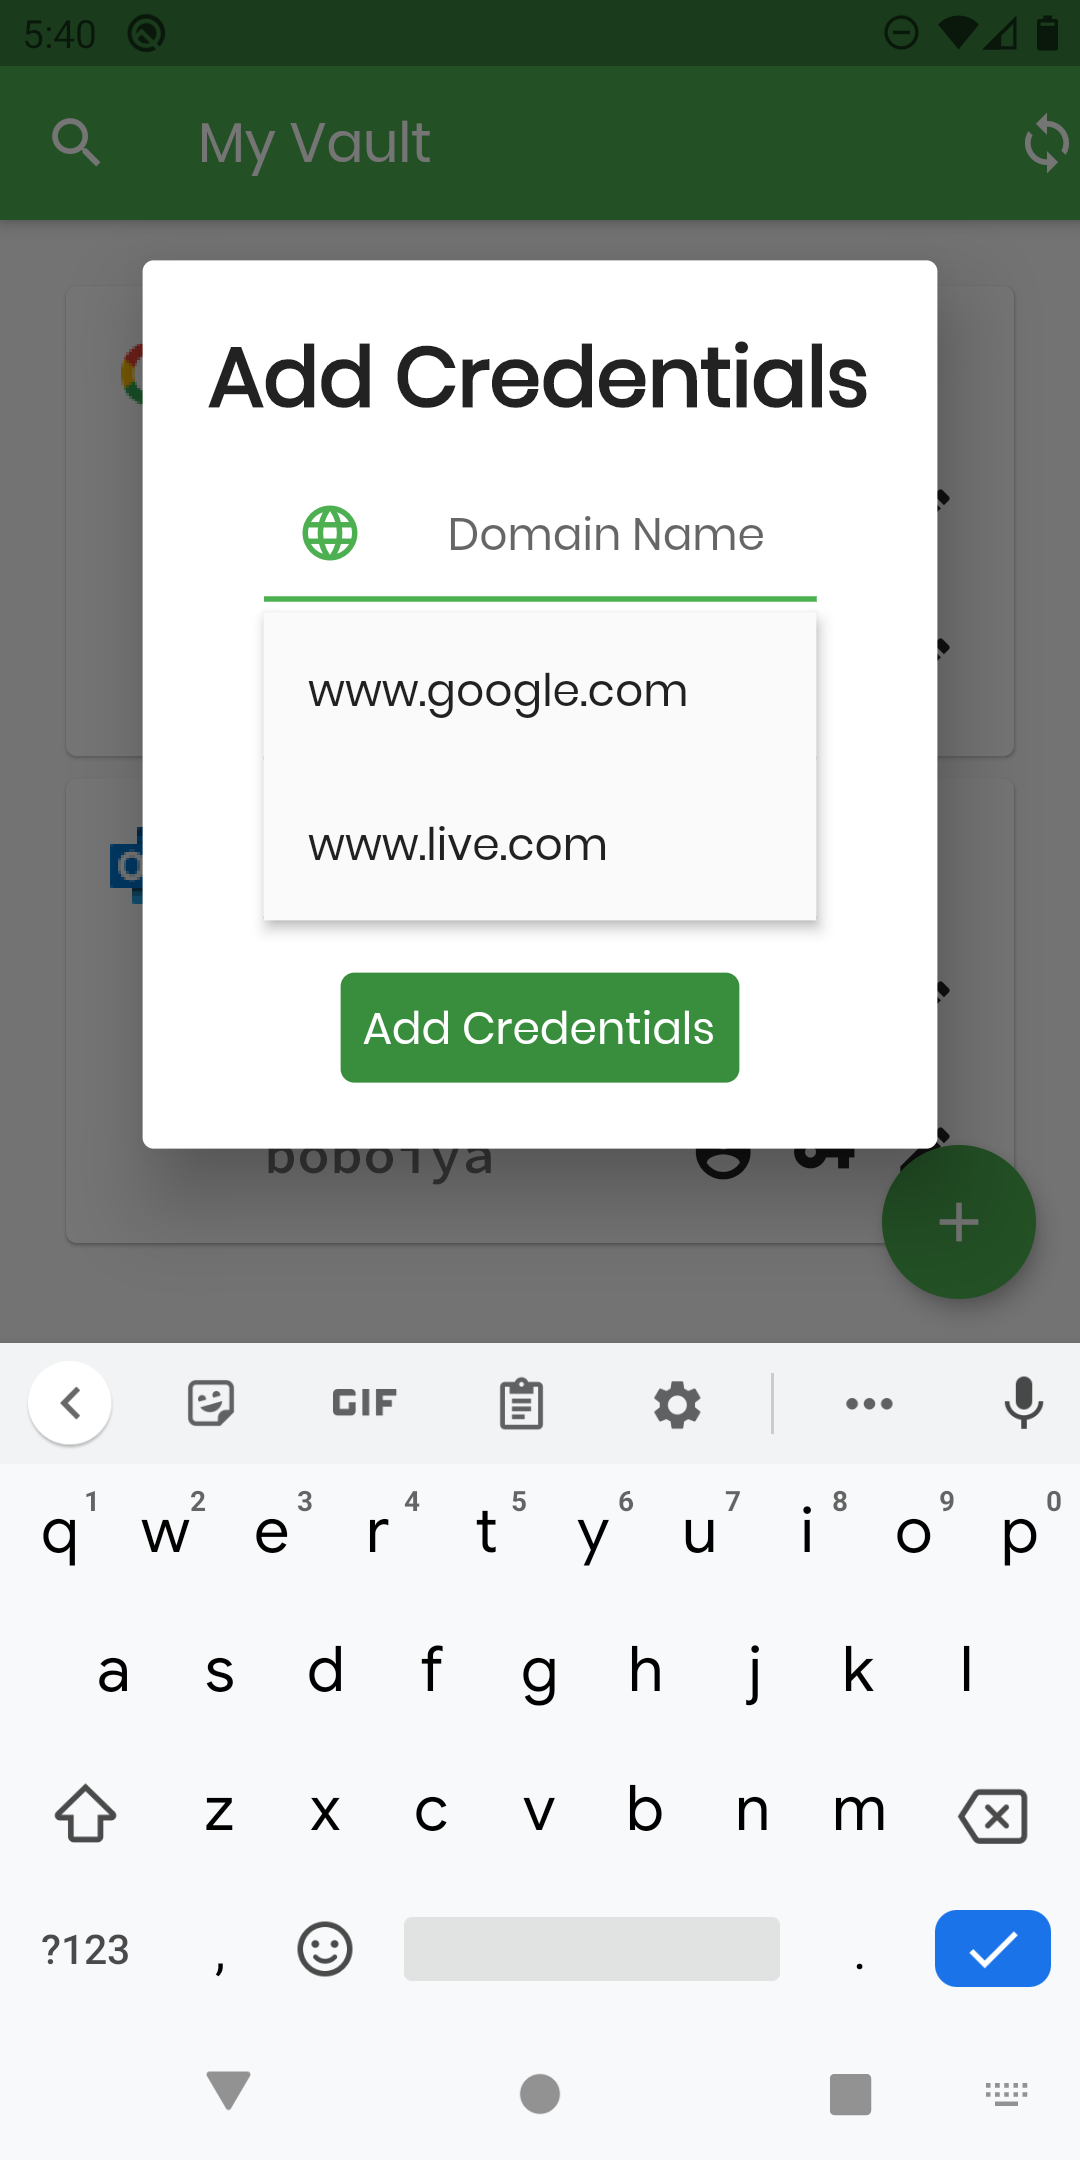 5:40
My Vault
Add Credentials
Domain Name
www.google.com
www.live.com
Add Credentials
GIF
q 1 w 2 e 3 r 4 t 5 y 6 u 7 i 8 o 9 p 0
a s d f g h j k l
z x c v b n m
?123 , .